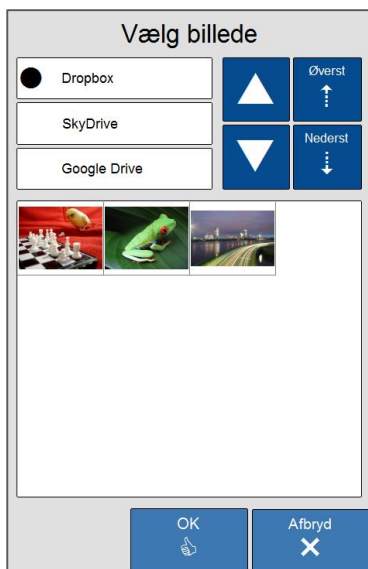 Vælg billede
Dropbox
SkyDrive
Google Drive
Øverst
Nederst
OK
Afbryd